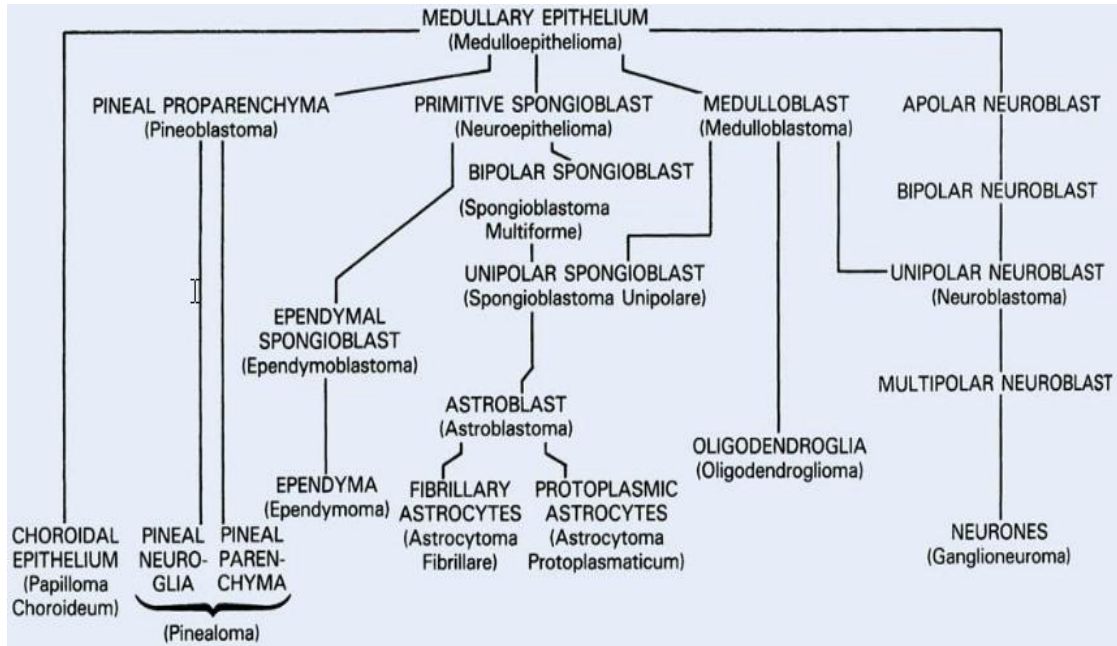 MEDULLARY EPITHELIUM
(Medulloepithelioma)
PINEAL PROPARENCHYMA
(Pineoblastoma)
PRIMITIVE SPONGIOBLAST
(Neuroepithelioma)
MEDULLOBLAST
(Medulloblastoma)
APOLAR NEUROBLAST
BIPOLAR SPONGIOBLAST
(Spongioblastoma
Multiforme)
BIPOLAR NEUROBLAST
UNIPOLAR SPONGIOBLAST
(Spongioblastoma Unipolare)
UNIPOLAR NEUROBLAST
(Neuroblastoma)
EPENDYMAL
SPONGIOBLAST
(Ependymoblastoma)
MULTIPOLAR NEUROBLAST
ASTROBLAST
(Astroblastoma)
OLIGODENDROGLIA
(Oligodendroglioma)
EPENDYMA
(Ependymoma)
FIBRILLARY
ASTROCYTES
(Astrocytoma
Fibrillare)
PROTOPLASMIC
ASTROCYTES
(Astrocytoma
Protoplasmaticum)
CHOROIDAL
EPITHELIUM
(Papilloma
Choroideum)
PINEAL
NEURO-
GLIA
PINEAL
PAREN-
CHYMA
(Pinealoma)
NEURONES
(Ganglioneuroma)